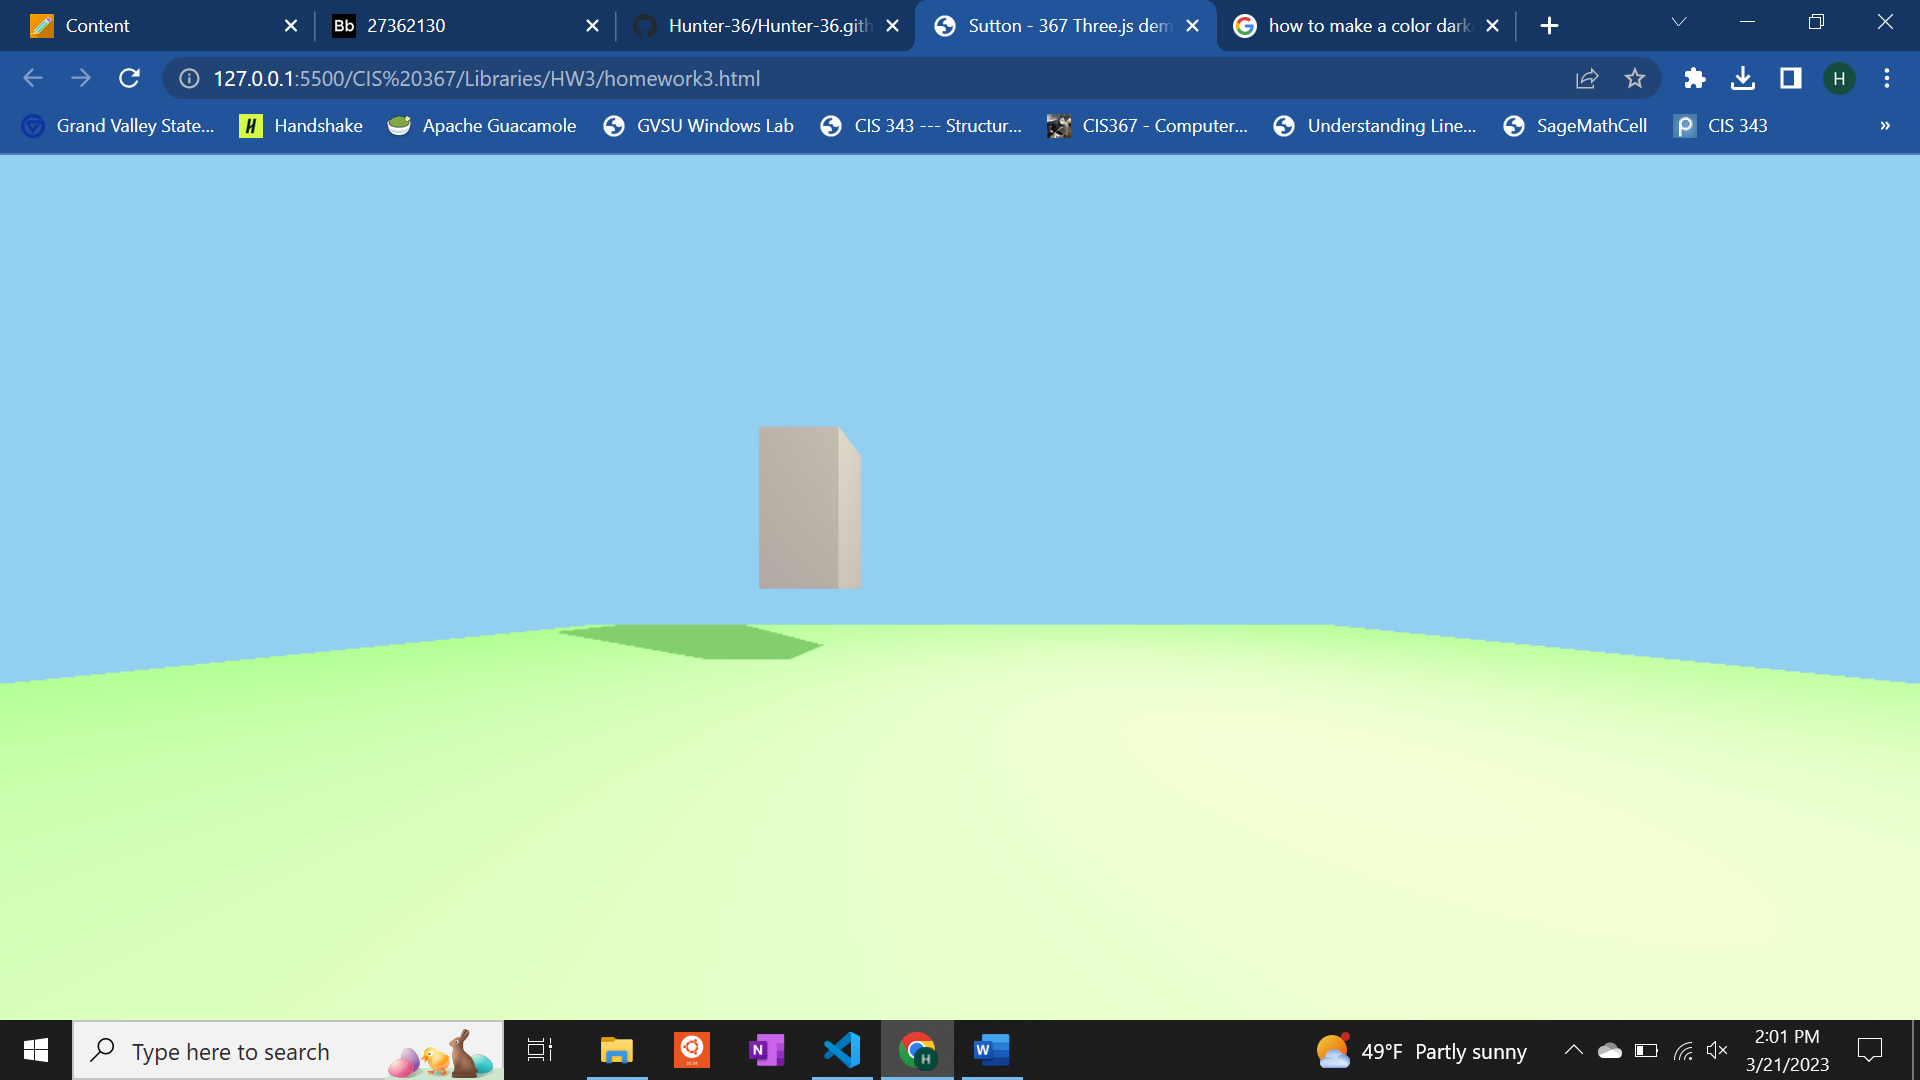 Content
Bb 27362130
Hunter-36/Hunter-36.gith
Sutton - 367 Three.js dem
how to make a color dark
127.0.0.1:5500/CIS%20367/Libraries/HW3/homework3.html
H
Grand Valley State...
H Handshake
Apache Guacamole
GVSU Windows Lab
CIS 343 --- Structur...
CIS367 - Computer...
Understanding Line...
SageMathCell
P CIS 343
»
Type here to search
N
H
W
49°F Partly sunny
2:01 PM
3/21/2023